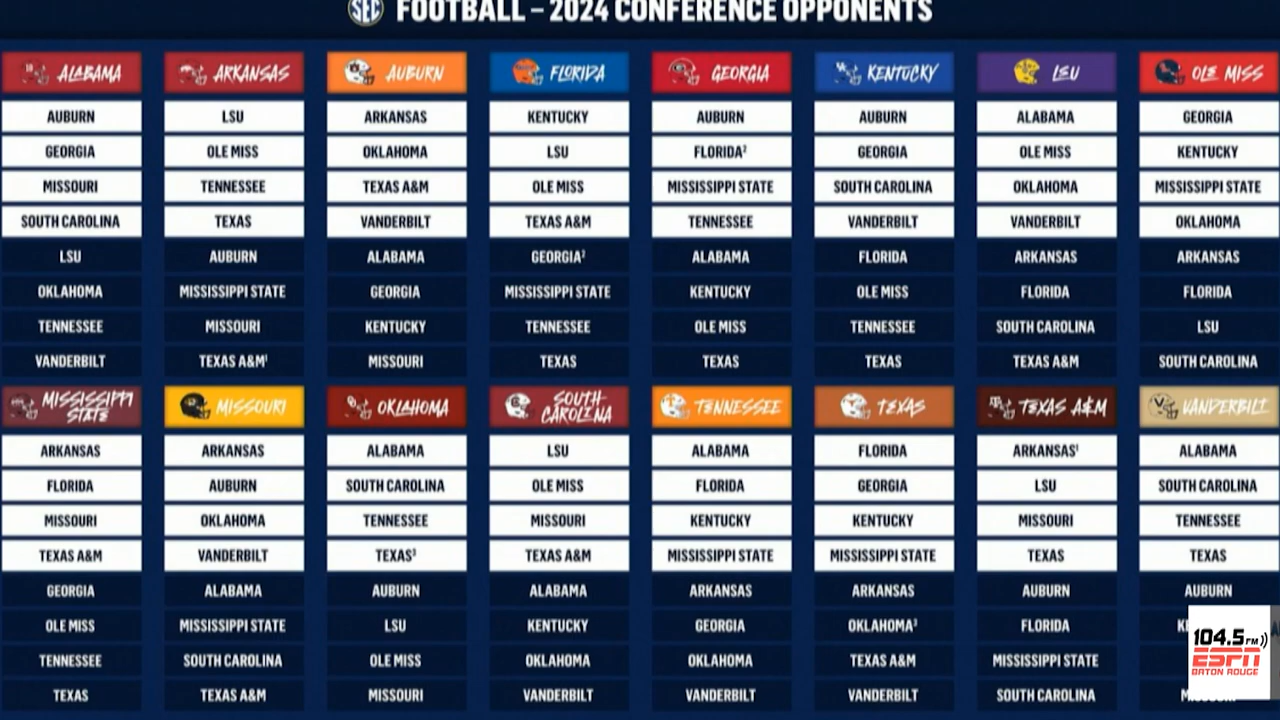 SEC FOOTBALL – 2024 CONFERENCE OPPONENTS
ALABAMA ARKANSAS AUBURN FLORIDA GEORGIA KENTUCKY LSU OLE MISS
AUBURN LSU ARKANSAS KENTUCKY AUBURN AUBURN ALABAMA GEORGIA
GEORGIA OLE MISS OKLAHOMA LSU FLORIDA² GEORGIA OLE MISS KENTUCKY
MISSOURI TENNESSEE TEXAS A&M OLE MISS MISSISSIPPI STATE SOUTH CAROLINA OKLAHOMA MISSISSIPPI STATE
SOUTH CAROLINA TEXAS VANDERBILT TEXAS A&M TENNESSEE VANDERBILT VANDERBILT OKLAHOMA
LSU AUBURN ALABAMA GEORGIA² ALABAMA FLORIDA ARKANSAS ARKANSAS
OKLAHOMA MISSISSIPPI STATE GEORGIA MISSISSIPPI STATE KENTUCKY OLE MISS FLORIDA FLORIDA
TENNESSEE MISSOURI KENTUCKY TENNESSEE OLE MISS TENNESSEE SOUTH CAROLINA LSU
VANDERBILT TEXAS A&M¹ MISSOURI TEXAS TEXAS TEXAS TEXAS A&M SOUTH CAROLINA
MISSISSIPPI STATE MISSOURI OKLAHOMA SOUTH CAROLINA TENNESSEE TEXAS TEXAS A&M VANDERBILT
ARKANSAS ARKANSAS ALABAMA LSU ALABAMA FLORIDA ARKANSAS¹ ALABAMA
FLORIDA AUBURN SOUTH CAROLINA OLE MISS FLORIDA GEORGIA LSU SOUTH CAROLINA
MISSOURI OKLAHOMA TENNESSEE MISSOURI KENTUCKY KENTUCKY MISSOURI TENNESSEE
TEXAS A&M VANDERBILT TEXAS³ TEXAS A&M MISSISSIPPI STATE MISSISSIPPI STATE TEXAS TEXAS
GEORGIA ALABAMA AUBURN ALABAMA ARKANSAS ARKANSAS AUBURN AUBURN
OLE MISS MISSISSIPPI STATE LSU KENTUCKY GEORGIA OKLAHOMA³ FLORIDA
TENNESSEE SOUTH CAROLINA OLE MISS OKLAHOMA OKLAHOMA TEXAS A&M MISSISSIPPI STATE
TEXAS TEXAS A&M MISSOURI VANDERBILT VANDERBILT VANDERBILT SOUTH CAROLINA
104.5 FM
ESPN
BATON ROUGE